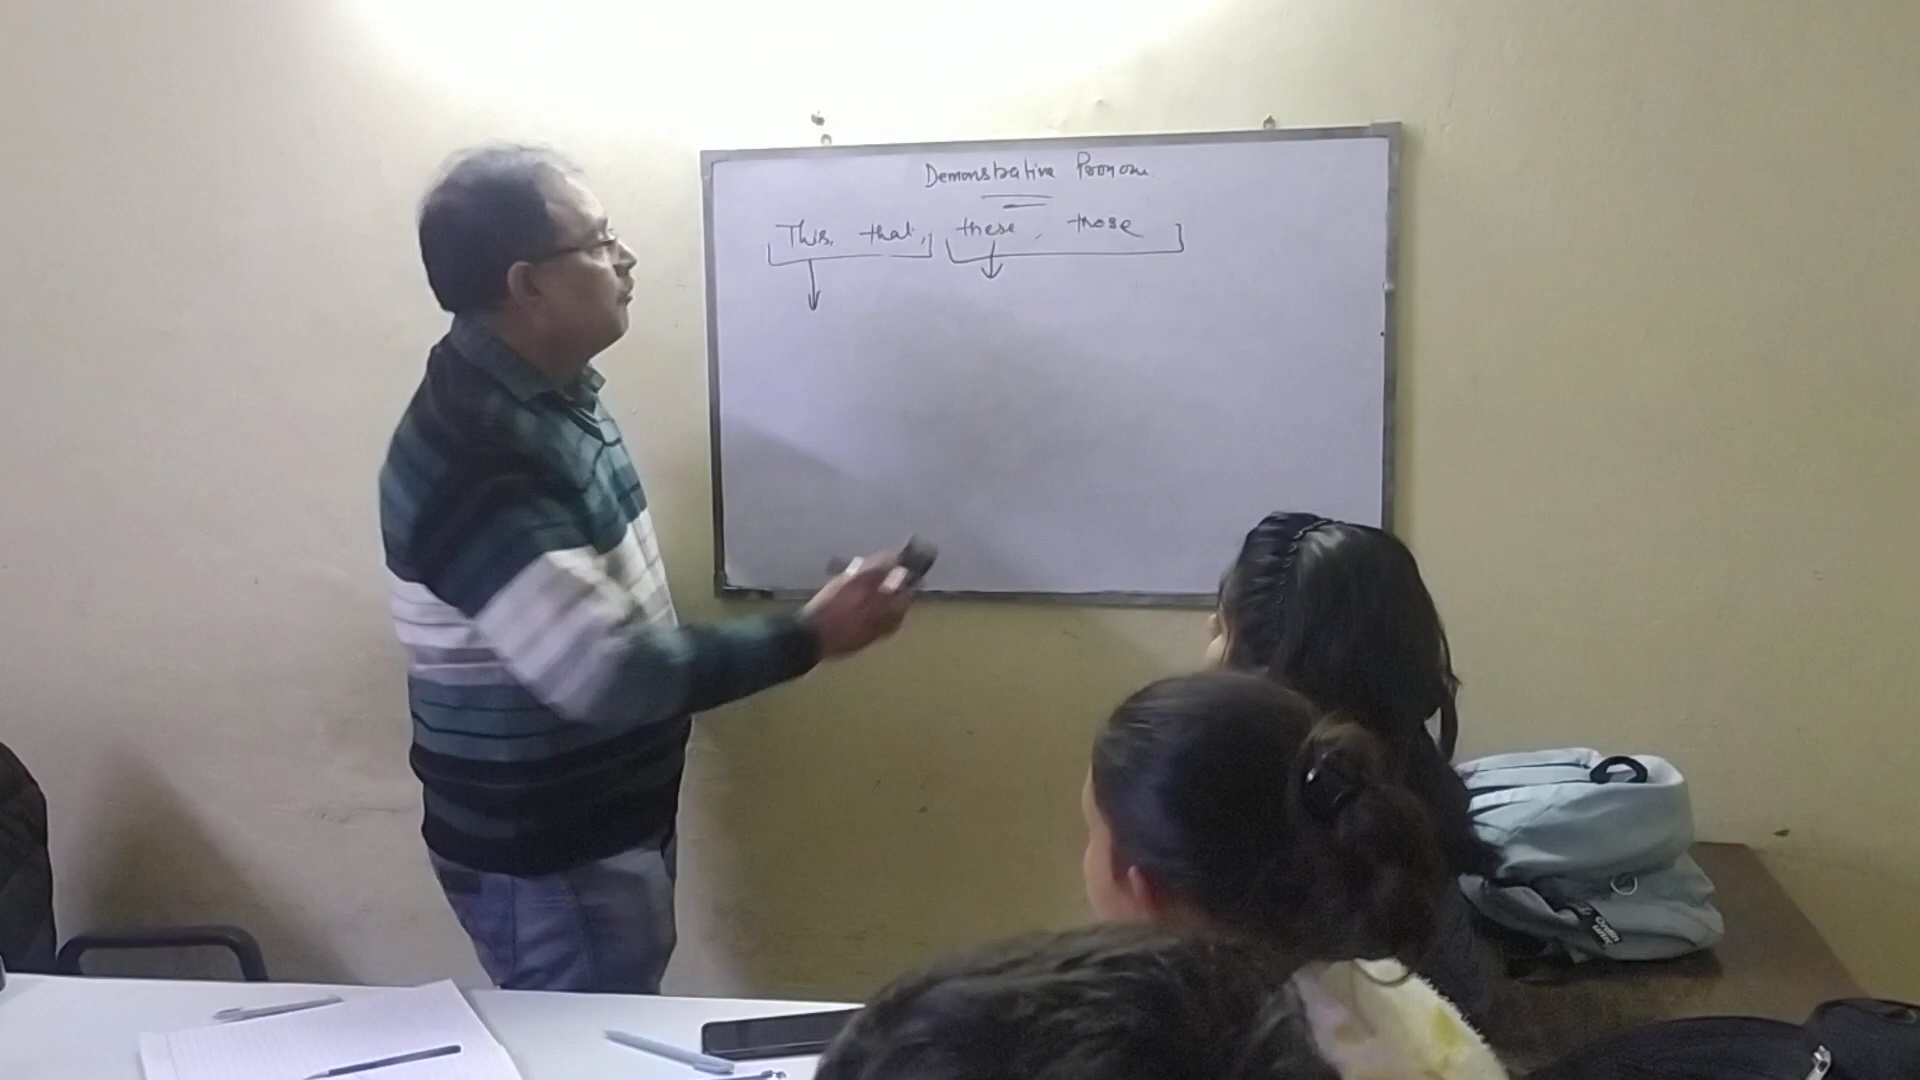 Demonstrative Pronoun
This, that, these, those